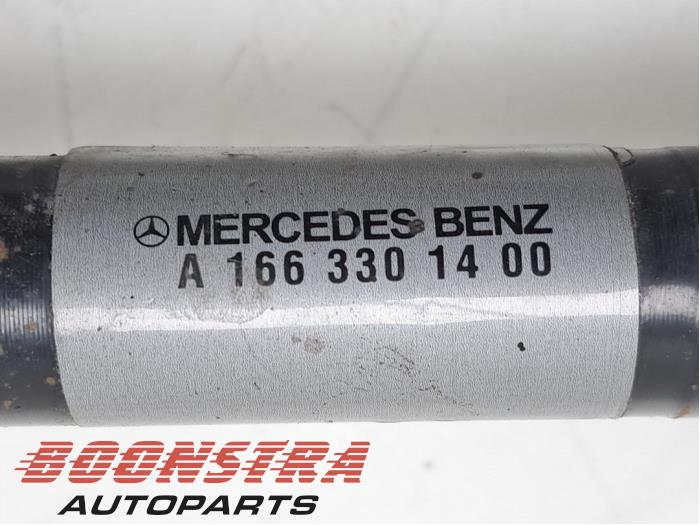 MERCEDES BENZ
A 166 330 14 00
BOONSTRA
AUTOPARTS